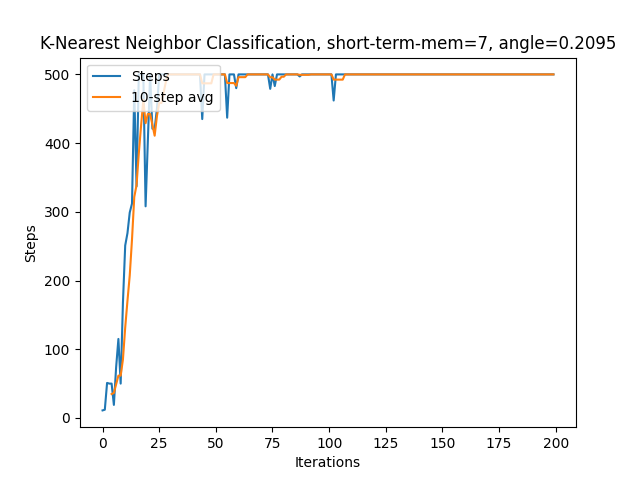 K-Nearest Neighbor Classification, short-term-mem=7, angle=0.2095
500
400
300
200
100
0
Steps
Steps
10-step avg
0 25 50 75 100 125 150 175 200
Iterations